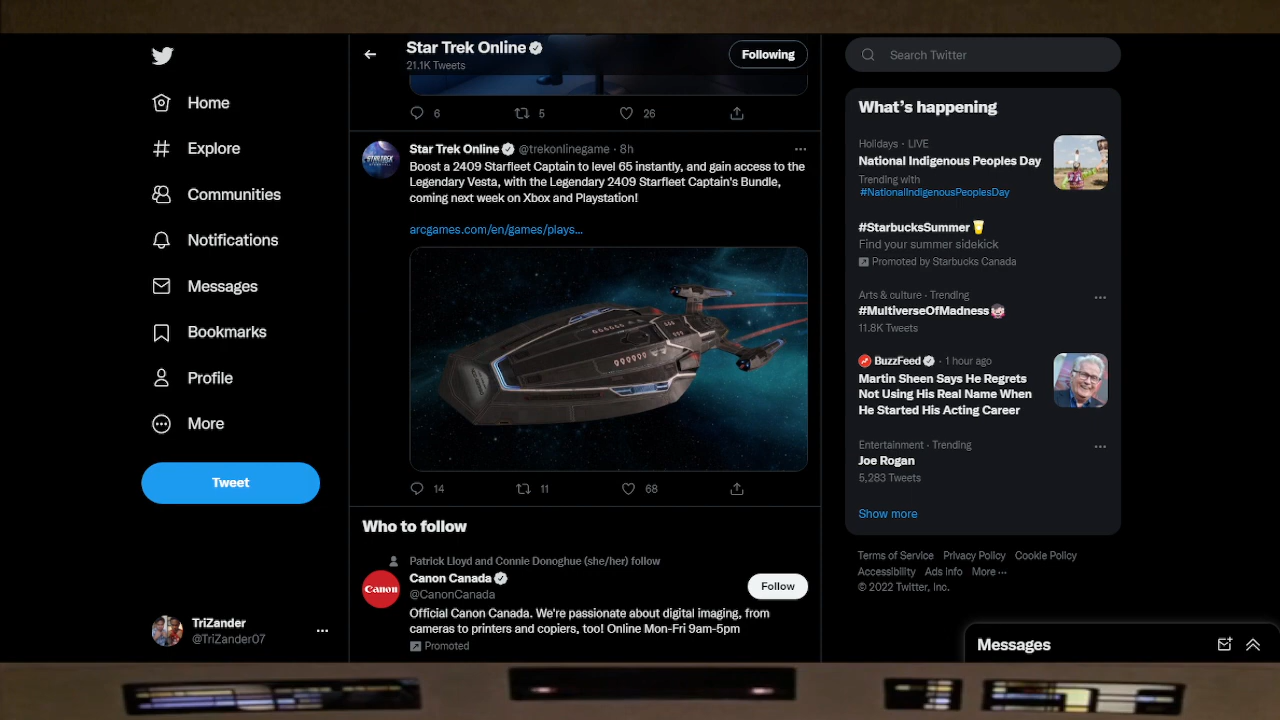 Home
Explore
Communities
Notifications
Messages
Bookmarks
Profile
More
Tweet
TriZander
@TriZander07
Star Trek Online
21.1K Tweets
Following
6 5 26
Star Trek Online @trekonlinegame · 8h
Boost a 2409 Starfleet Captain to level 65 instantly, and gain access to the
Legendary Vesta, with the Legendary 2409 Starfleet Captain's Bundle,
coming next week on Xbox and Playstation!
arcgames.com/en/games/plays...
14 11 68
Who to follow
Patrick Lloyd and Connie Donoghue (she/her) follow
Canon
Canon Canada
@CanonCanada
Follow
Official Canon Canada. We're passionate about digital imaging, from
cameras to printers and copiers, too! Online Mon-Fri 9am-5pm
Promoted
Search Twitter
What's happening
Holidays · LIVE
National Indigenous Peoples Day
Trending with
#NationalIndigenousPeoplesDay
#StarbucksSummer
Find your summer sidekick
Promoted by Starbucks Canada
Arts & culture · Trending
#MultiverseOfMadness
11.8K Tweets
BuzzFeed · 1 hour ago
Martin Sheen Says He Regrets
Not Using His Real Name When
He Started His Acting Career
Entertainment · Trending
Joe Rogan
5,283 Tweets
Show more
Terms of Service Privacy Policy Cookie Policy
Accessibility Ads info More ···
© 2022 Twitter, Inc.
Messages